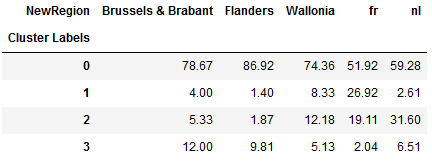 NewRegion Brussels & Brabant Flanders Wallonia fr nl
Cluster Labels
0 78.67 86.92 74.36 51.92 59.28
1 4.00 1.40 8.33 26.92 2.61
2 5.33 1.87 12.18 19.11 31.60
3 12.00 9.81 5.13 2.04 6.51